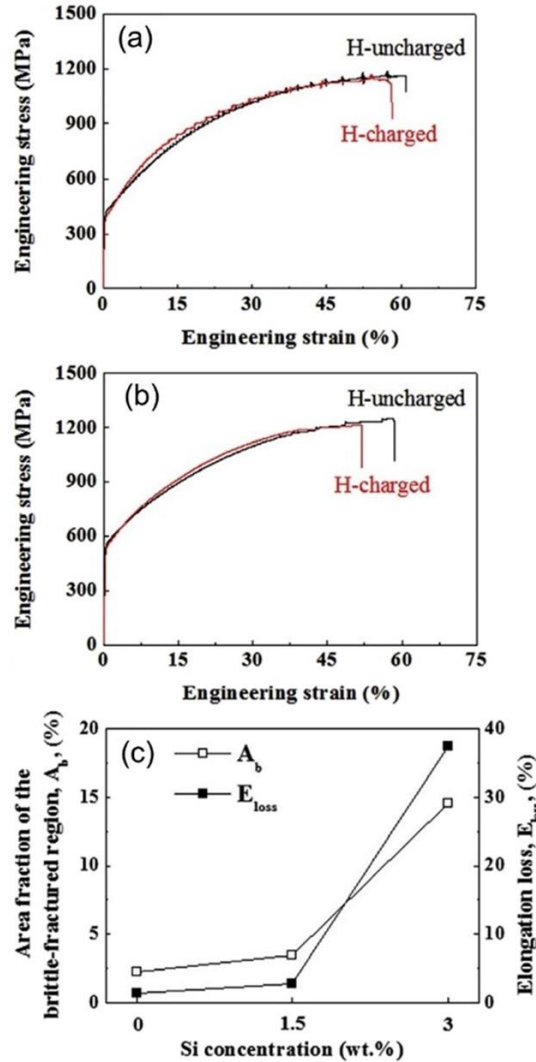 (a)
H-uncharged
H-charged
Engineering stress (MPa)
1500
1200
900
600
300
0
0 15 30 45 60 75
Engineering strain (%)
(b)
H-uncharged
H-charged
Engineering stress (MPa)
1500
1200
900
600
300
0
0 15 30 45 60 75
Engineering strain (%)
(c)
A_b
E_loss
Area fraction of the
brittle-fractured region, A_b, (%)
20
15
10
5
0
40
30
20
10
0
Elongation loss,
(%)
0 1.5 3
Si concentration (wt.%)